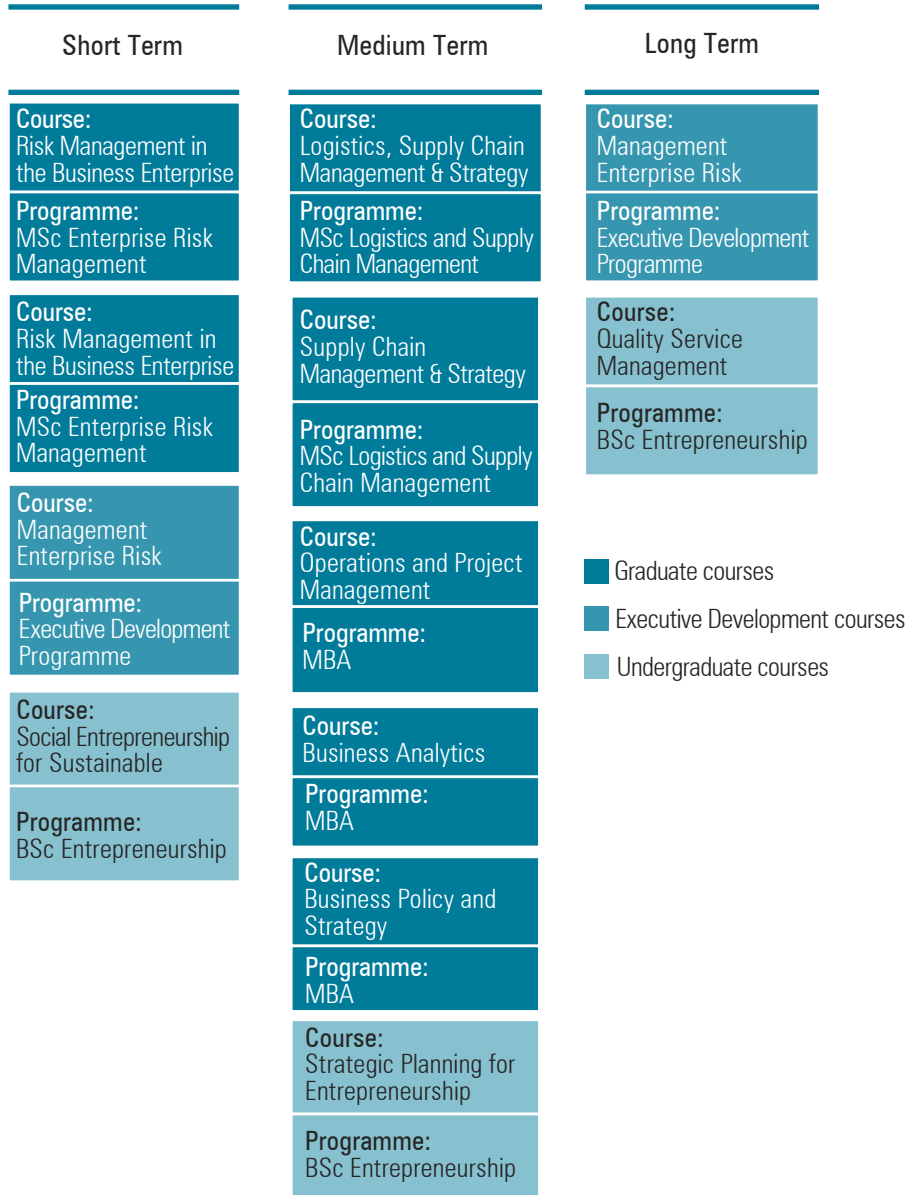 Short Term
Course:
Risk Management in
the Business Enterprise
Programme:
MSc Enterprise Risk
Management
Course:
Risk Management in
the Business Enterprise
Programme:
MSc Enterprise Risk
Management
Course:
Management
Enterprise Risk
Programme:
Executive Development
Programme
Course:
Social Entrepreneurship
for Sustainable
Programme:
BSc Entrepreneurship
Medium Term
Course:
Logistics, Supply Chain
Management & Strategy
Programme:
MSc Logistics and Supply
Chain Management
Course:
Supply Chain
Management & Strategy
Programme:
MSc Logistics and Supply
Chain Management
Course:
Operations and Project
Management
Programme:
MBA
Course:
Business Analytics
Programme:
MBA
Course:
Business Policy and
Strategy
Programme:
MBA
Course:
Strategic Planning for
Entrepreneurship
Programme:
BSc Entrepreneurship
Long Term
Course:
Management
Enterprise Risk
Programme:
Executive Development
Programme
Course:
Quality Service
Management
Programme:
BSc Entrepreneurship
Graduate courses
Executive Development courses
Undergraduate courses